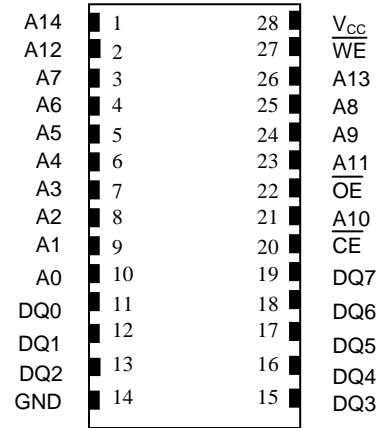 A14 1 28 VCC
A12 2 27 WE
A7 3 26 A13
A6 4 25 A8
A5 5 24 A9
A4 6 23 A11
A3 7 22 OE
A2 8 21 A10
A1 9 20 CE
A0 10 19 DQ7
DQ0 11 18 DQ6
DQ1 12 17 DQ5
DQ2 13 16 DQ4
GND 14 15 DQ3